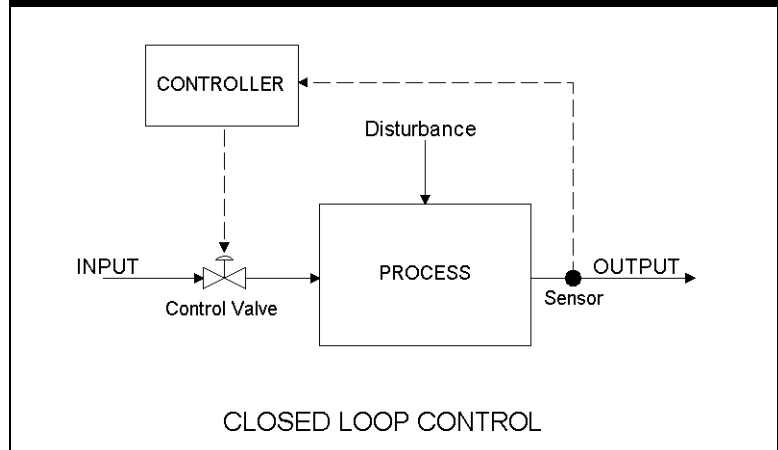 CONTROLLER
Disturbance
INPUT
PROCESS
OUTPUT
Control Valve
Sensor
CLOSED LOOP CONTROL